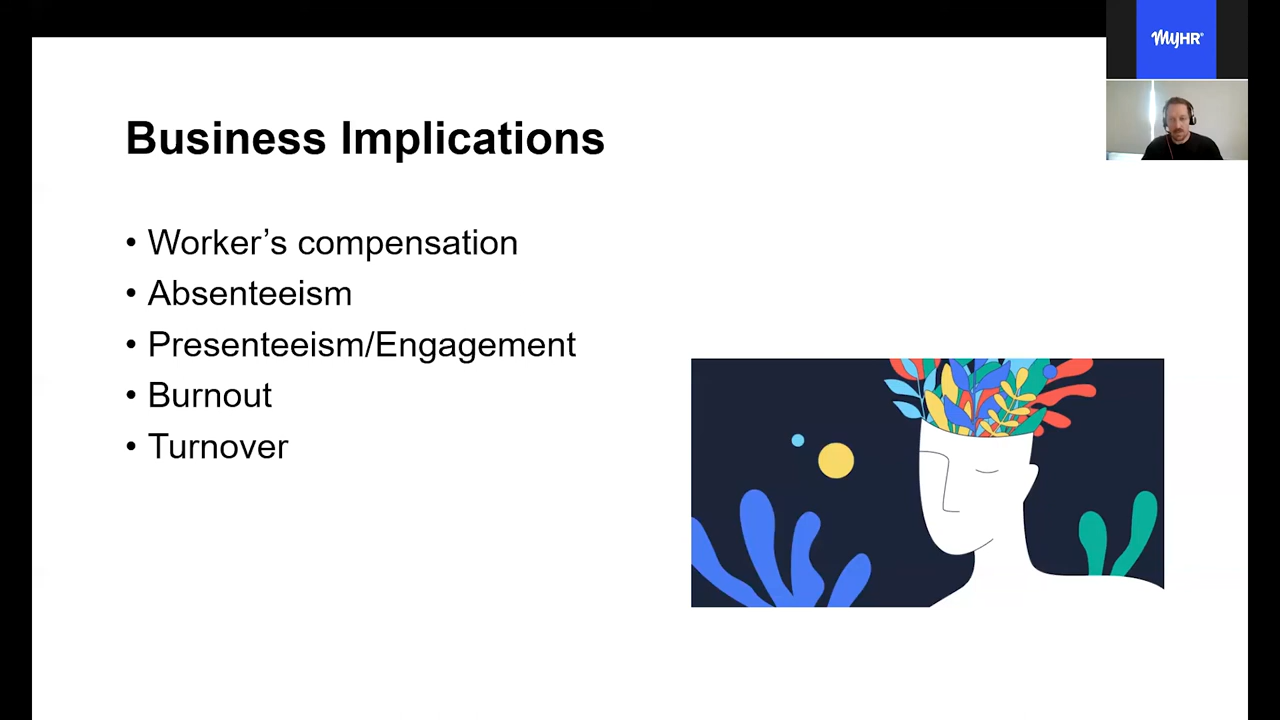 MyHR
Business Implications
• Worker’s compensation
• Absenteeism
• Presenteeism/Engagement
• Burnout
• Turnover